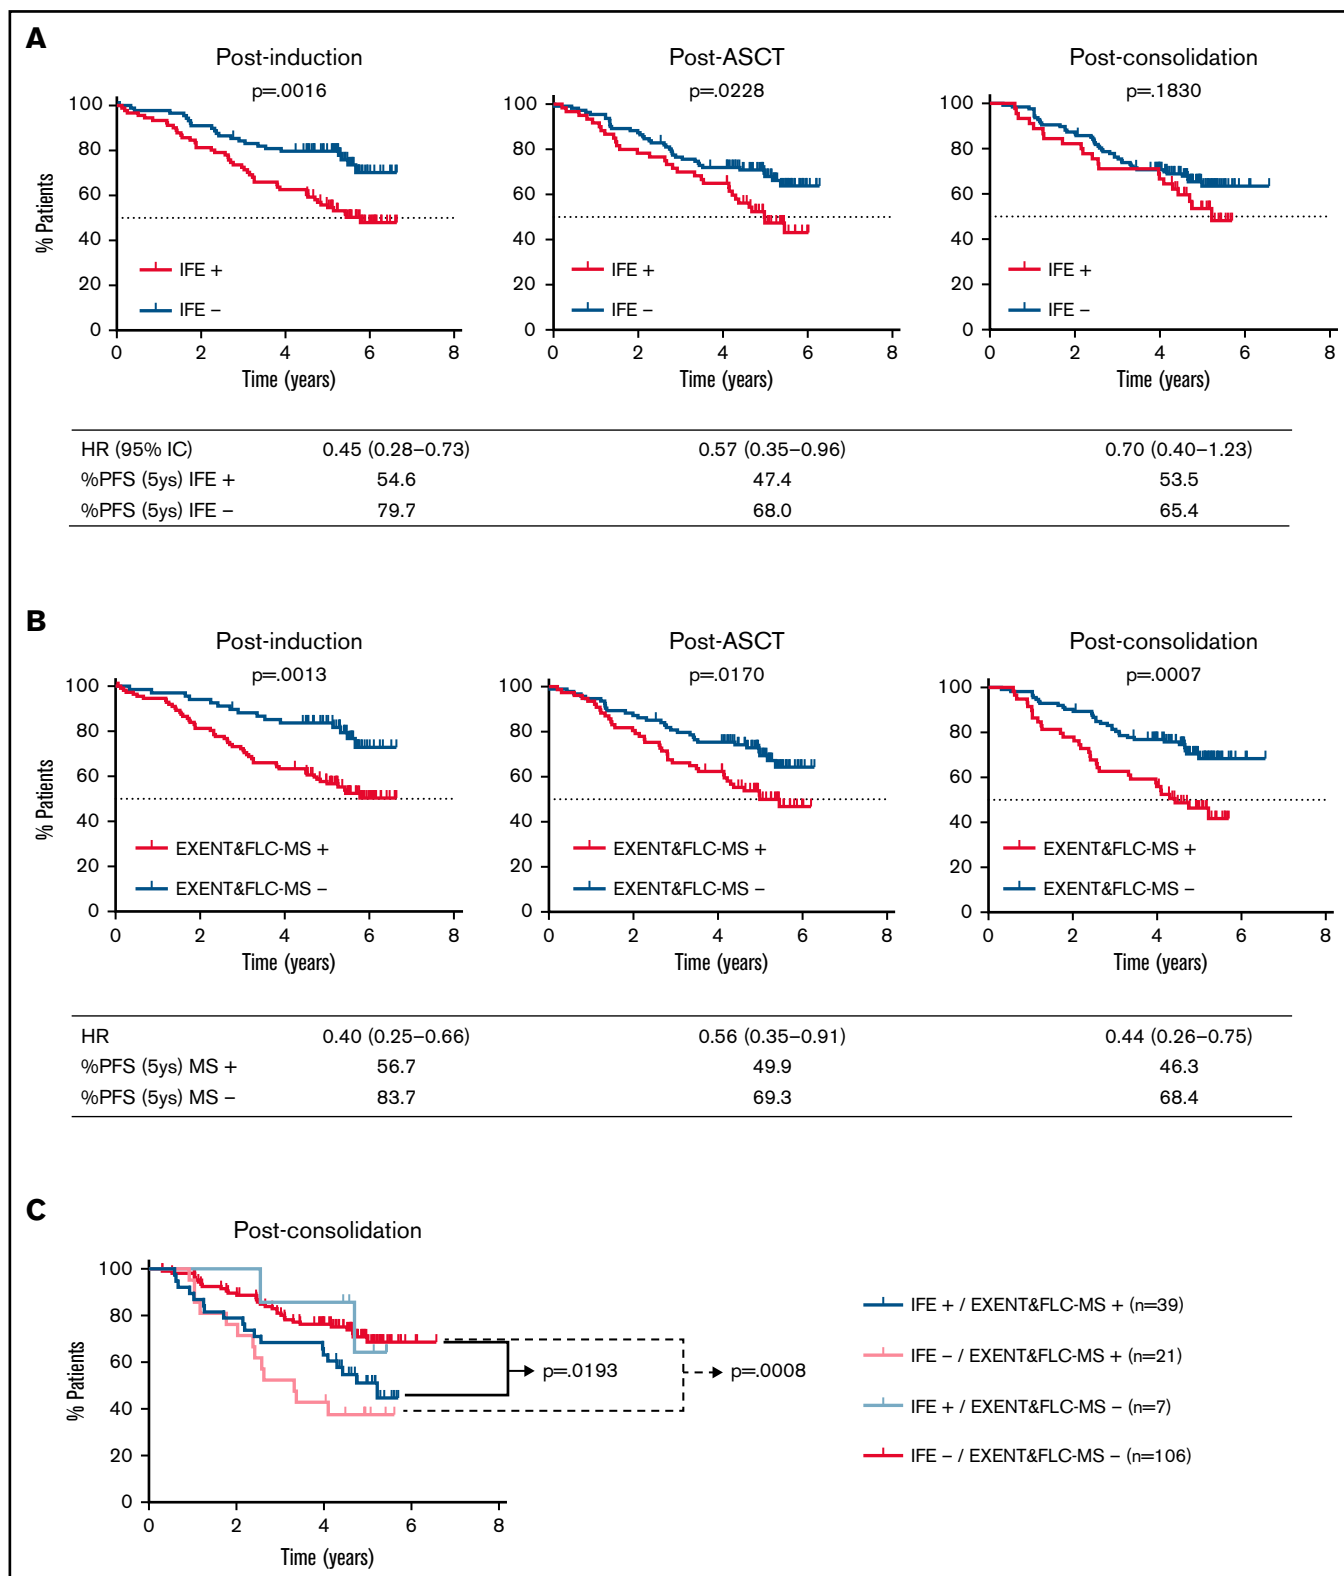 A
Post-induction
p=.0016
Post-ASCT
p=.0228
Post-consolidation
p=.1830
% Patients
100
80
60
40
20
0
IFE +
IFE –
0 2 4 6 8
Time (years)
100
80
60
40
20
0
IFE +
IFE –
0 2 4 6 8
Time (years)
100
80
60
40
20
0
IFE +
IFE –
0 2 4 6 8
Time (years)
HR (95% IC) 0.45 (0.28–0.73) 0.57 (0.35–0.96) 0.70 (0.40–1.23)
%PFS (5ys) IFE + 54.6 47.4 53.5
%PFS (5ys) IFE – 79.7 68.0 65.4
B
Post-induction
p=.0013
Post-ASCT
p=.0170
Post-consolidation
p=.0007
% Patients
100
80
60
40
20
0
EXENT&FLC-MS +
EXENT&FLC-MS –
0 2 4 6 8
Time (years)
100
80
60
40
20
0
EXENT&FLC-MS +
EXENT&FLC-MS –
0 2 4 6 8
Time (years)
100
80
60
40
20
0
EXENT&FLC-MS +
EXENT&FLC-MS –
0 2 4 6 8
Time (years)
HR 0.40 (0.25–0.66) 0.56 (0.35–0.91) 0.44 (0.26–0.75)
%PFS (5ys) MS + 56.7 49.9 46.3
%PFS (5ys) MS – 83.7 69.3 68.4
C
Post-consolidation
% Patients
100
80
60
40
20
0
0 2 4 6 8
Time (years)
p=.0193
p=.0008
IFE + / EXENT&FLC-MS + (n=39)
IFE – / EXENT&FLC-MS + (n=21)
IFE + / EXENT&FLC-MS – (n=7)
IFE – / EXENT&FLC-MS – (n=106)